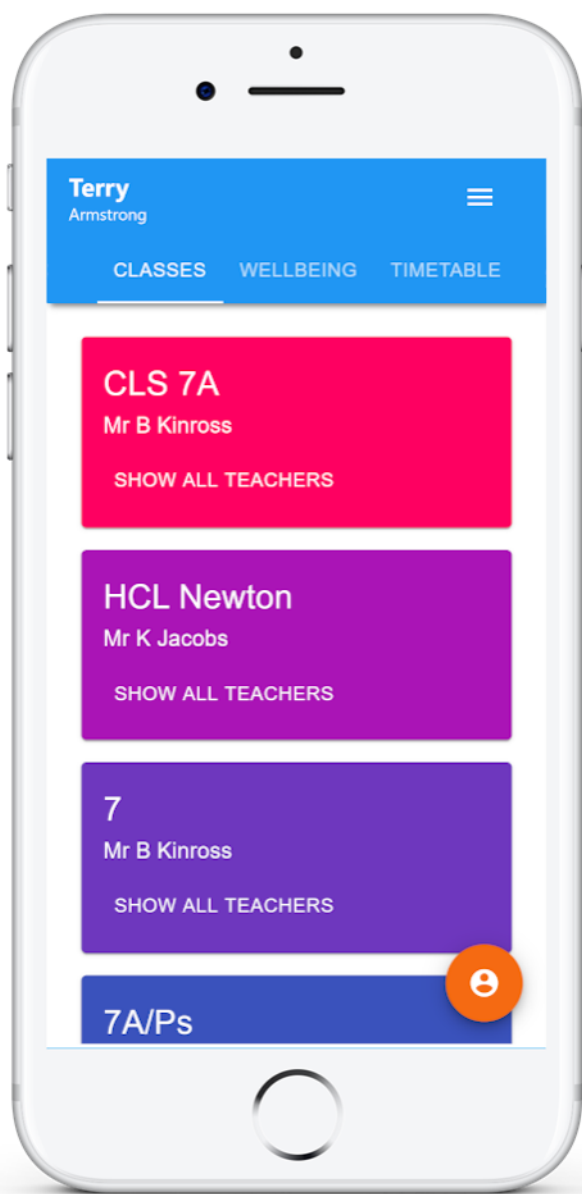 Terry
Armstrong
CLASSES WELLBEING TIMETABLE
CLS 7A
Mr B Kinross
SHOW ALL TEACHERS
HCL Newton
Mr K Jacobs
SHOW ALL TEACHERS
7
Mr B Kinross
SHOW ALL TEACHERS
7A/Ps